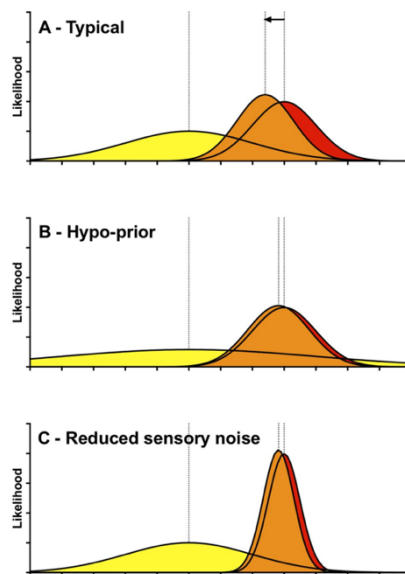 A - Typical
Likelihood
B - Hypo-prior
Likelihood
C - Reduced sensory noise
Likelihood